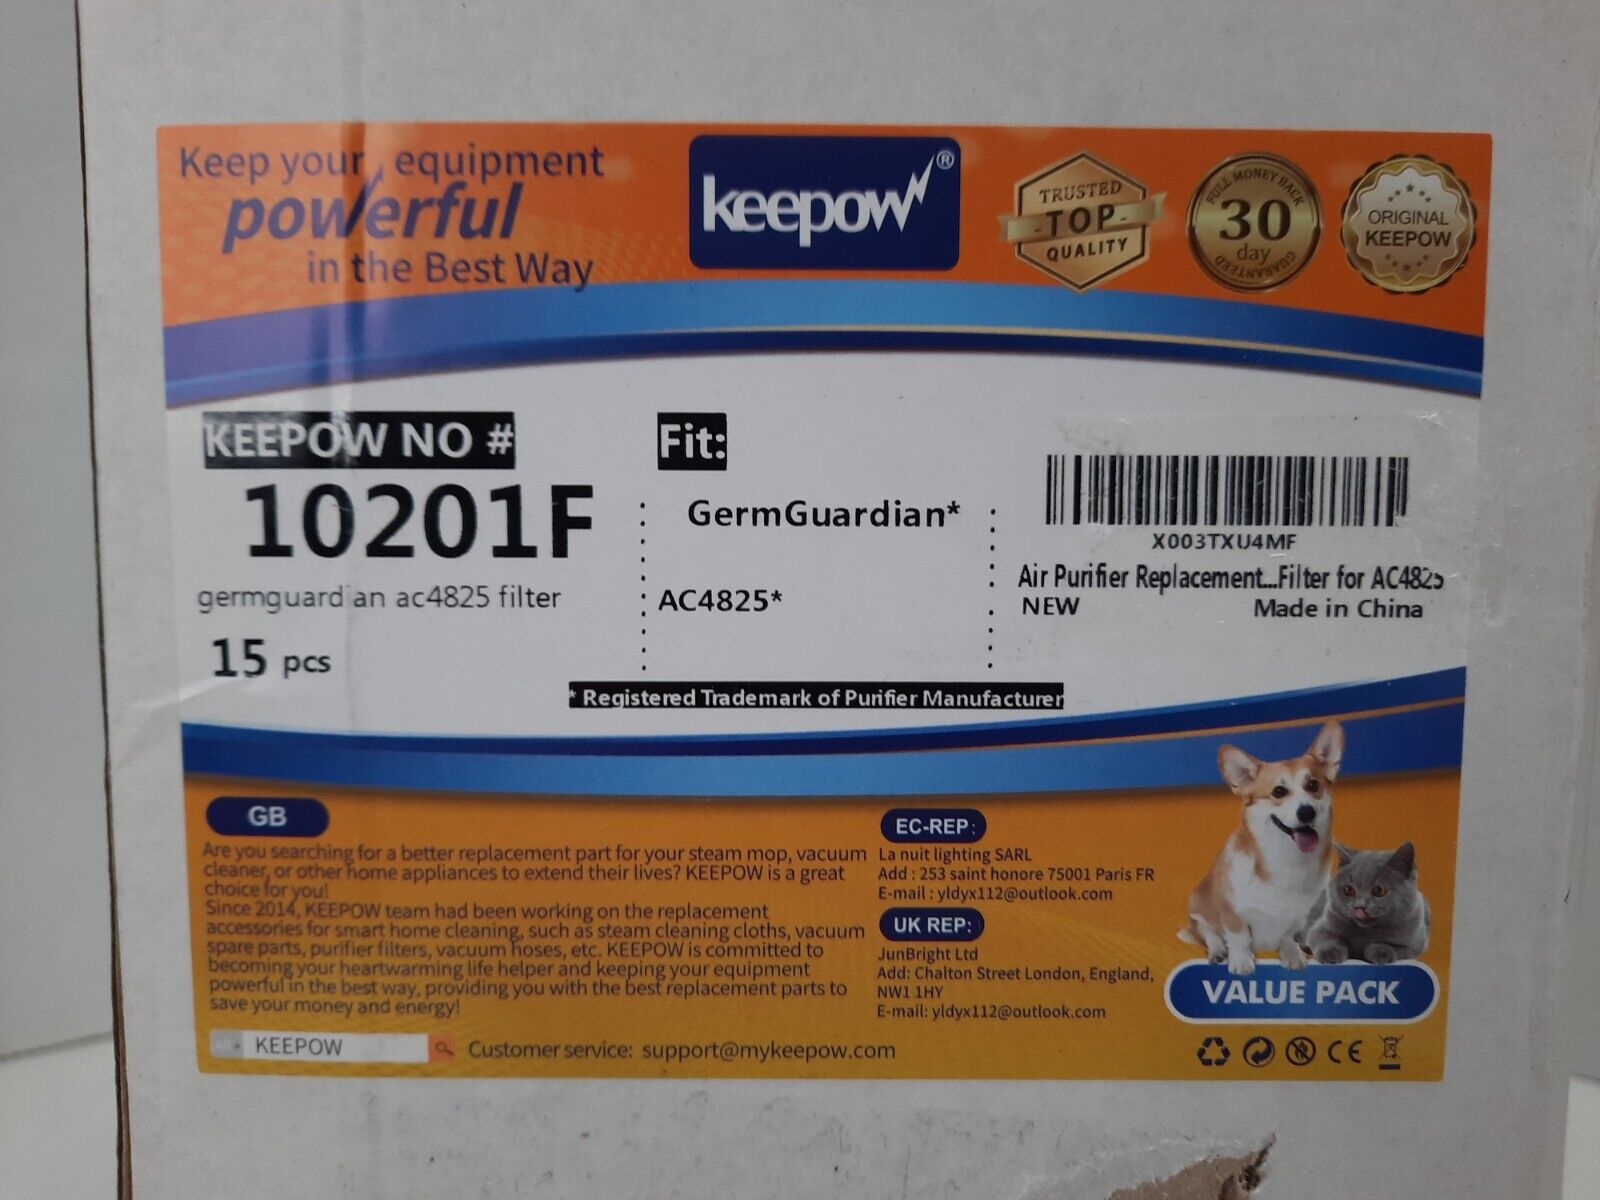 Keep your equipment
powerful
in the Best Way
keepow®
TRUSTED
-TOP-
QUALITY
FULL MONEY BACK
30
day
GUARANTEED
ORIGINAL
KEEPOW
KEEPOW NO #
10201F
germguardian ac4825 filter
15 pcs
Fit:
GermGuardian*
AC4825*
X003TXU4MF
Air Purifier Replacement...Filter for AC4825
NEW Made in China
* Registered Trademark of Purifier Manufacturer
GB
Are you searching for a better replacement part for your steam mop, vacuum
cleaner, or other home appliances to extend their lives? KEEPOW is a great
choice for you!
Since 2014, KEEPOW team had been working on the replacement
accessories for smart home cleaning, such as steam cleaning cloths, vacuum
spare parts, purifier filters, vacuum hoses, etc. KEEPOW is committed to
becoming your heartwarming life helper and keeping your equipment
powerful in the best way, providing you with the best replacement parts to
save your money and energy!
KEEPOW
Customer service: support@mykeepow.com
EC-REP:
La nuit lighting SARL
Add : 253 saint honore 75001 Paris FR
E-mail : yldyx112@outlook.com
UK REP:
JunBright Ltd
Add: Chalton Street London, England,
NW1 1HY
E-mail: yldyx112@outlook.com
VALUE PACK
CE